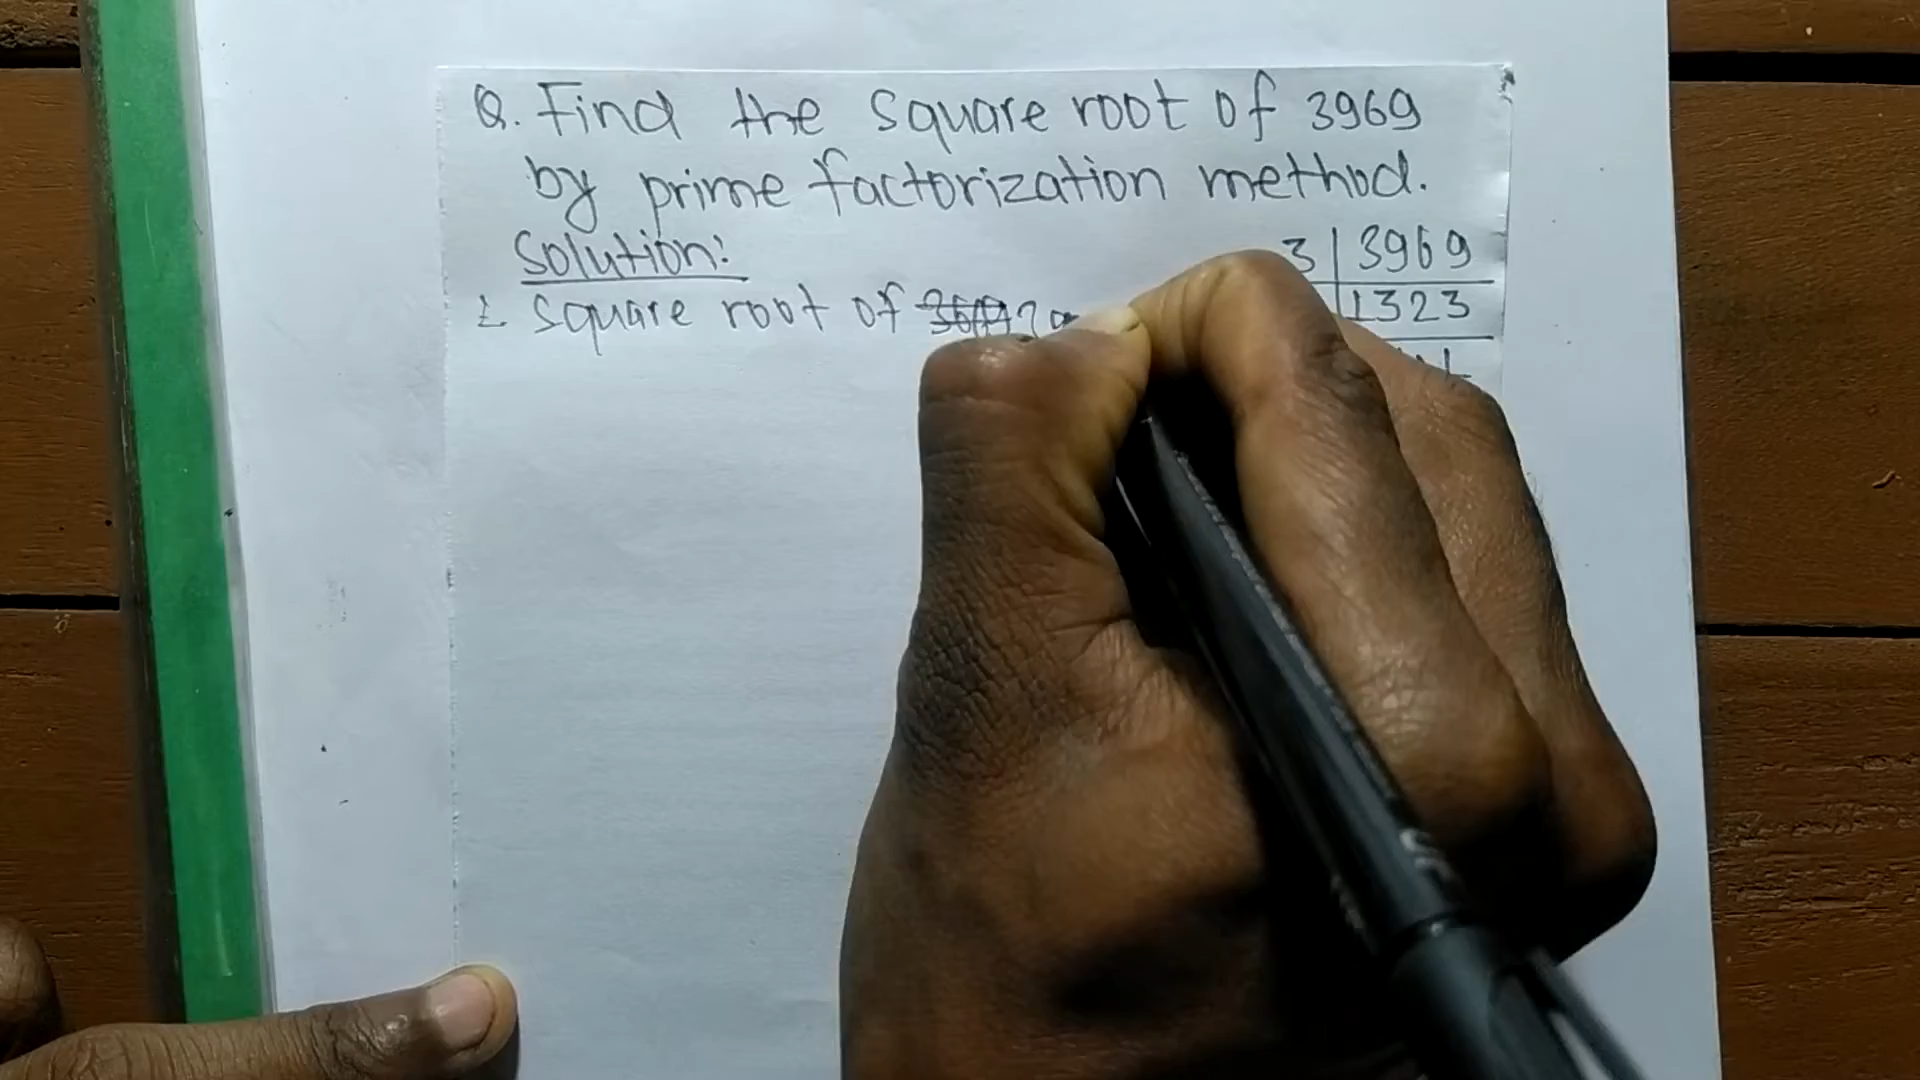 Q. Find the square root of 3969
by prime factorization method.
Solution:
3 | 3969
1323
square root of